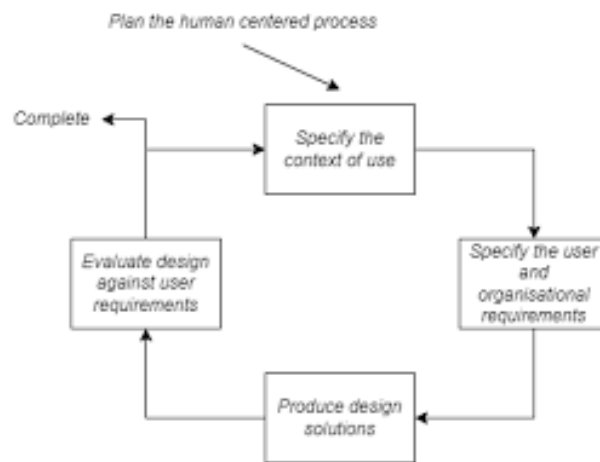 Plan the human centered process
Complete
Specify the
context of use
Evaluate design
against user
requirements
Specify the user
and
organisational
requirements
Produce design
solutions